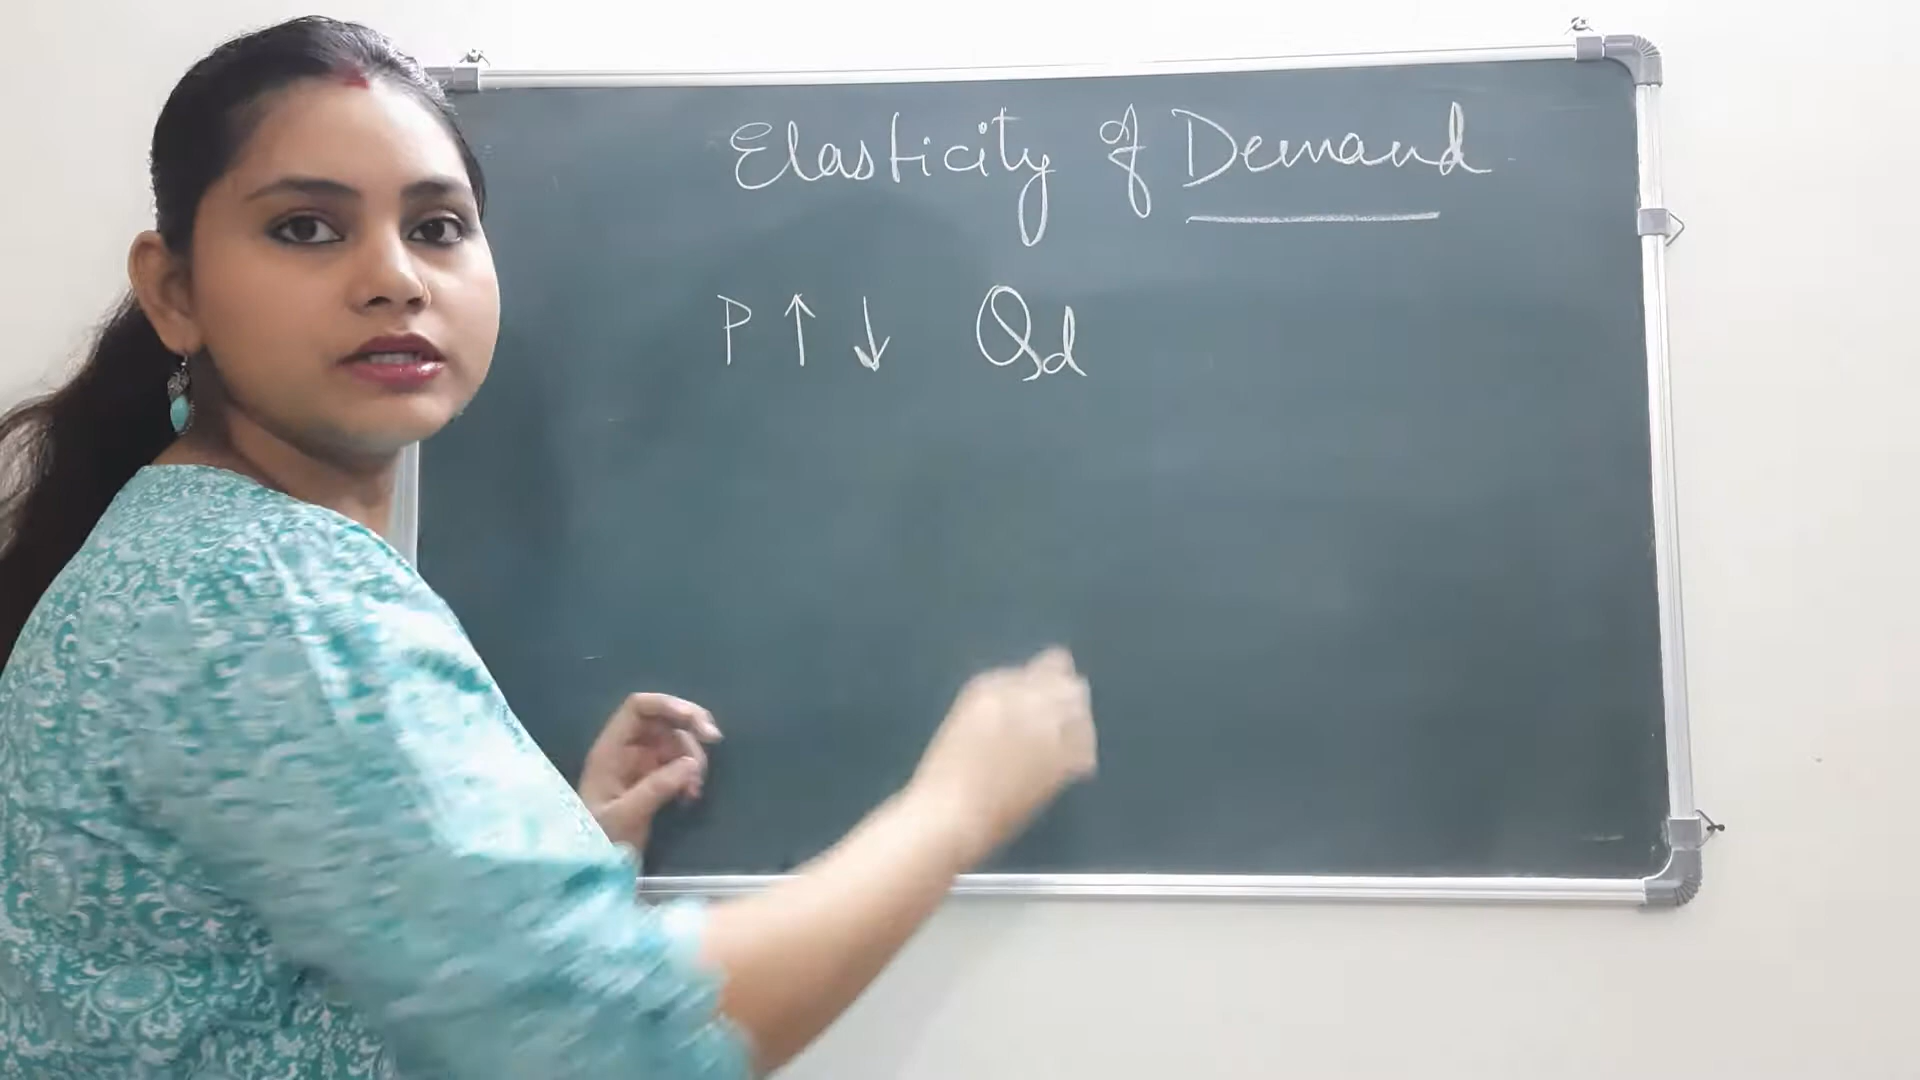 Elasticity of Demand
P ↑ ↓ Qd